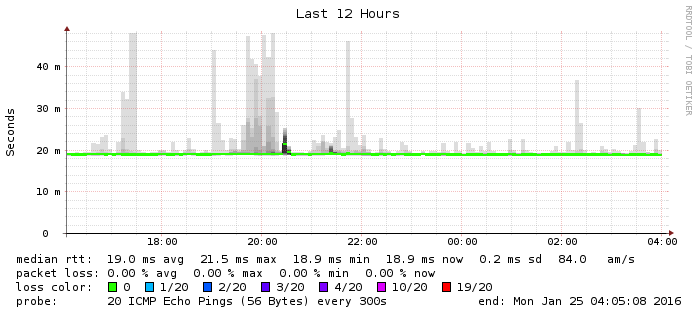 Last 12 Hours
RRDTOOL / TOBI OETIKER
Seconds
40 m
30 m
20 m
10 m
0
18:00 20:00 22:00 00:00 02:00 04:00
median rtt: 19.0 ms avg 21.5 ms max 18.9 ms min 18.9 ms now 0.2 ms sd 84.0 am/s
packet loss: 0.00 % avg 0.00 % max 0.00 % min 0.00 % now
loss color: 0 1/20 2/20 3/20 4/20 10/20 19/20
probe: 20 ICMP Echo Pings (56 Bytes) every 300s end: Mon Jan 25 04:05:08 2016